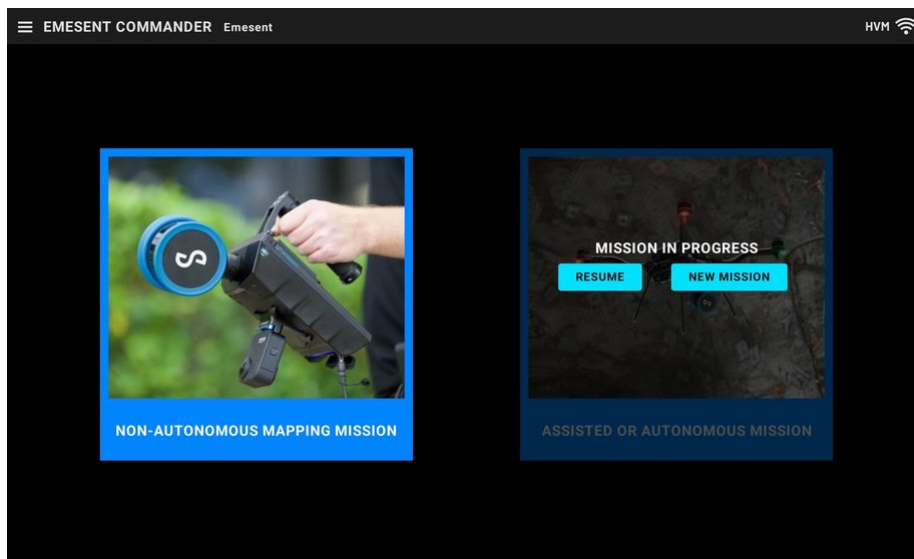 EMESENT COMMANDER Emesent
HVM
NON-AUTONOMOUS MAPPING MISSION
MISSION IN PROGRESS
RESUME
NEW MISSION
ASSISTED OR AUTONOMOUS MISSION